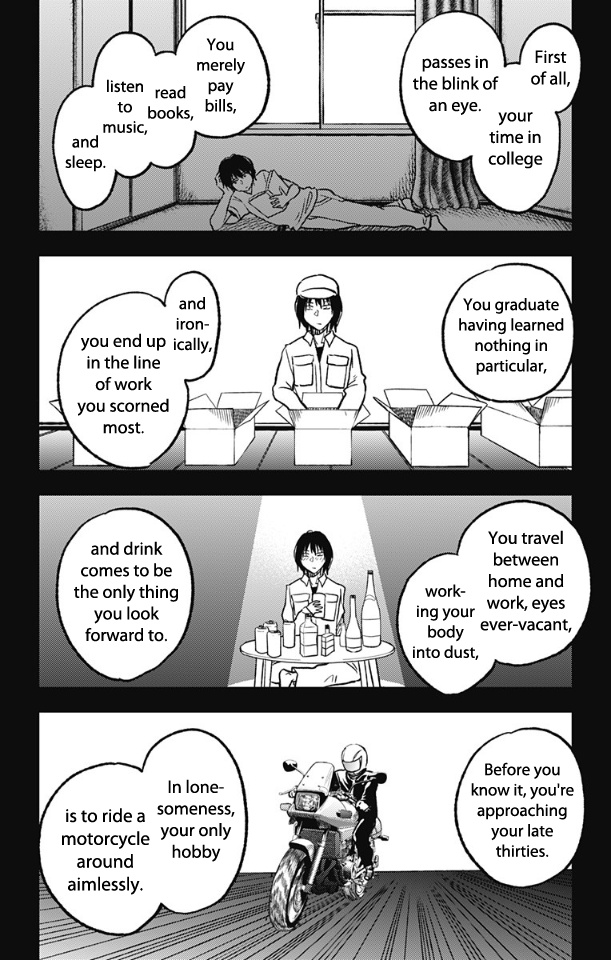 First
of all,
your
time in
college
passes in
the blink of
an eye.
You
merely
pay
bills,
read
books,
listen
to
music,
and
sleep.
You graduate
having learned
nothing in
particular,
and
iron-
ically,
you end up
in the line
of work
you scorned
most.
You travel
between
home and
work, eyes
ever-vacant,
work-
ing your
body
into dust,
and drink
comes to be
the only thing
you look
forward to.
Before you
know it, you're
approaching
your late
thirties.
In lone-
someness,
your only
hobby
is to ride a
motorcycle
around
aimlessly.